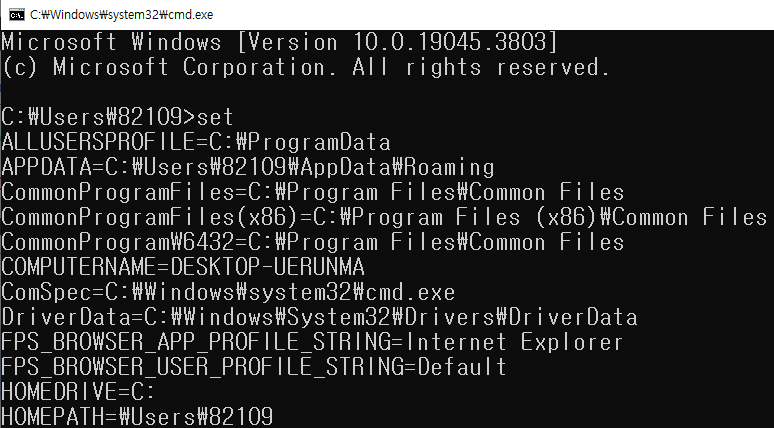 C:₩Windows₩system32₩cmd.exe
Microsoft Windows [Version 10.0.19045.3803]
(c) Microsoft Corporation. All rights reserved.
C:₩Users₩82109>set
ALLUSERSPROFILE=C:₩ProgramData
APPDATA=C:₩Users₩82109₩AppData₩Roaming
CommonProgramFiles=C:₩Program Files₩Common Files
CommonProgramFiles(x86)=C:₩Program Files (x86)₩Common Files
CommonProgramW6432=C:₩Program Files₩Common Files
COMPUTERNAME=DESKTOP-UERUNMA
ComSpec=C:₩Windows₩system32₩cmd.exe
DriverData=C:₩Windows₩System32₩Drivers₩DriverData
FPS_BROWSER_APP_PROFILE_STRING=Internet Explorer
FPS_BROWSER_USER_PROFILE_STRING=Default
HOMEDRIVE=C:
HOMEPATH=₩Users₩82109